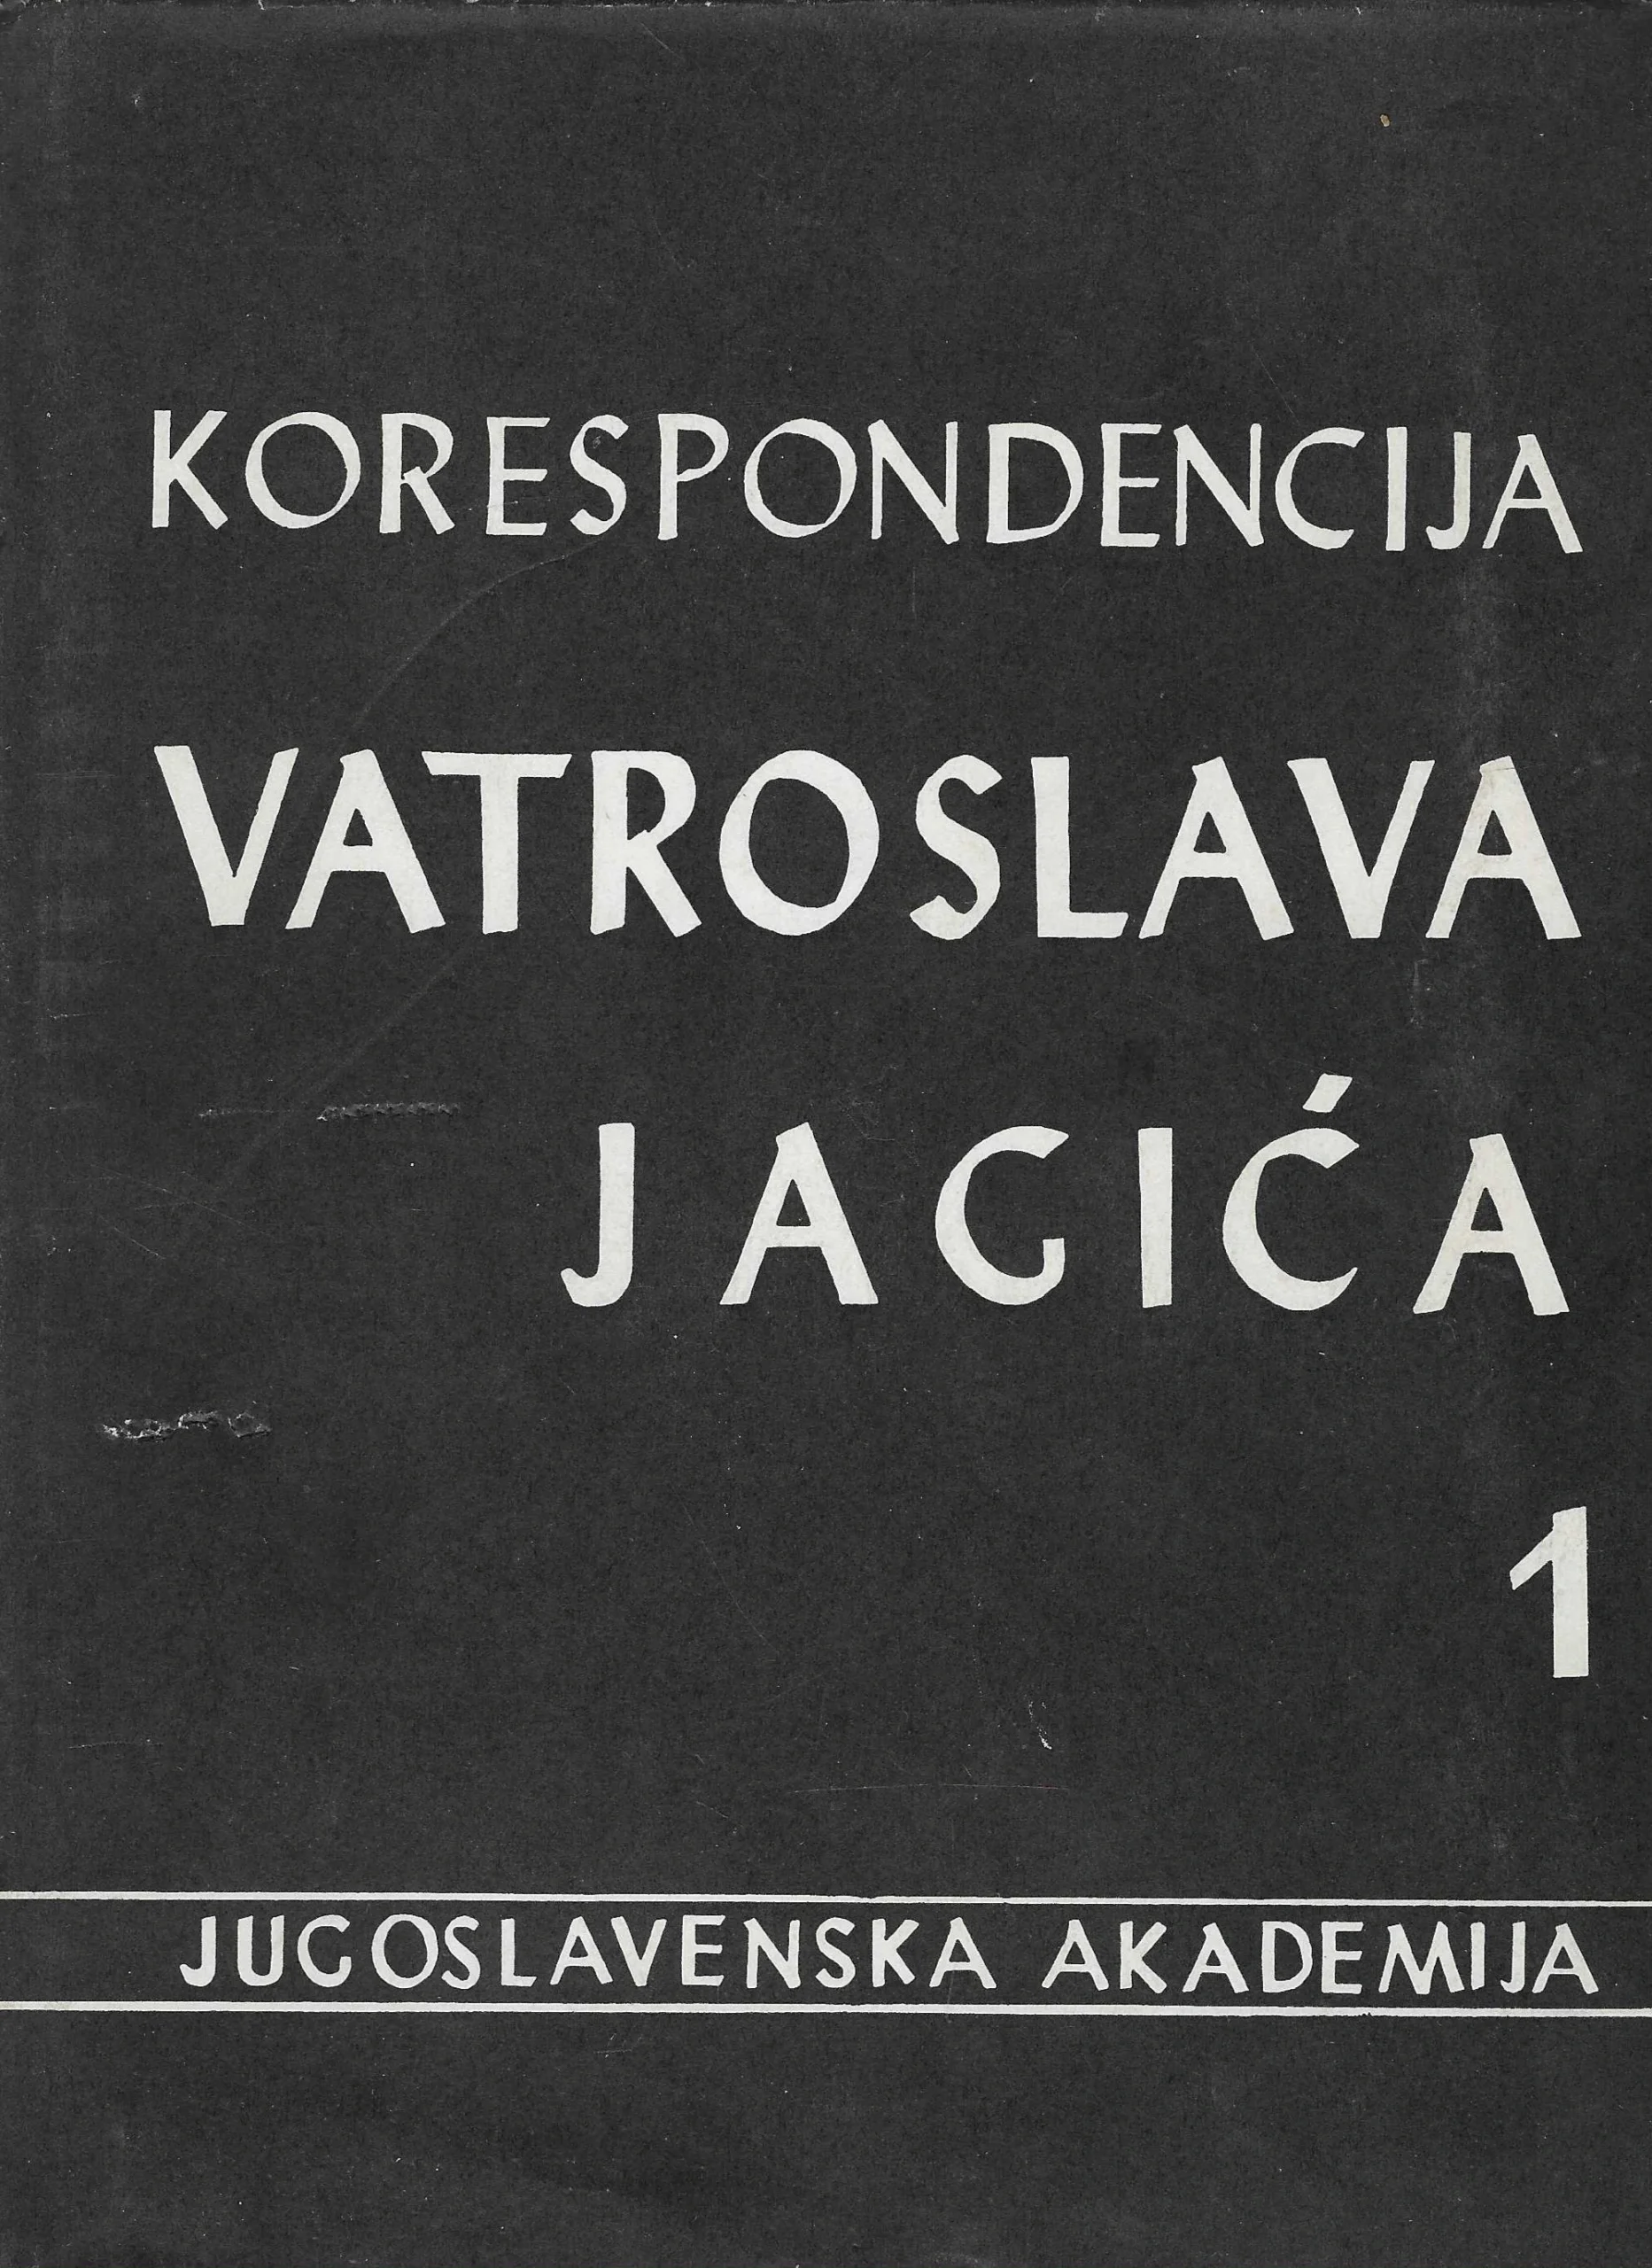 KORESPONDENCIJA
VATROSLAVA
JAGIĆA
1
JUGOSLAVENSKA AKADEMIJA